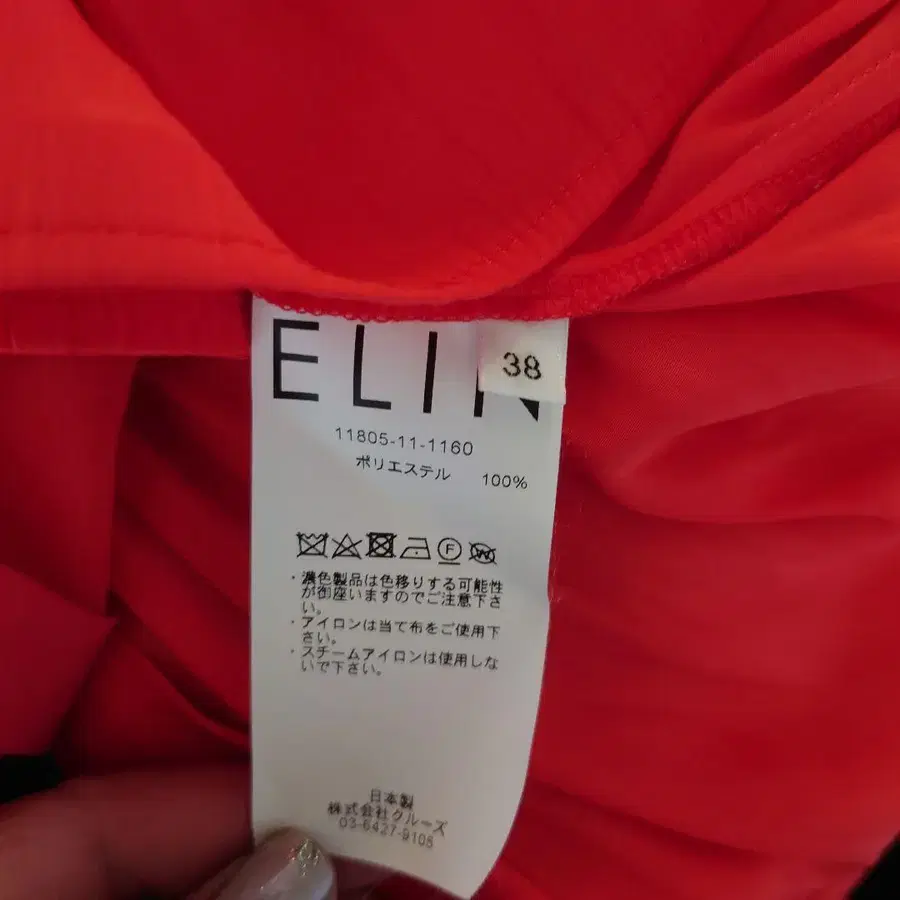 ELIN
38
11805-11-1160
ポリエステル 100%
F
W
・濃色製品は色移りする可能性
が御座いますのでご注意下さ
い。
・アイロンは当て布をご使用下
さい。
・スチームアイロンは使用しな
いで下さい。
日本製
株式会社クルーズ
03-6427-9105